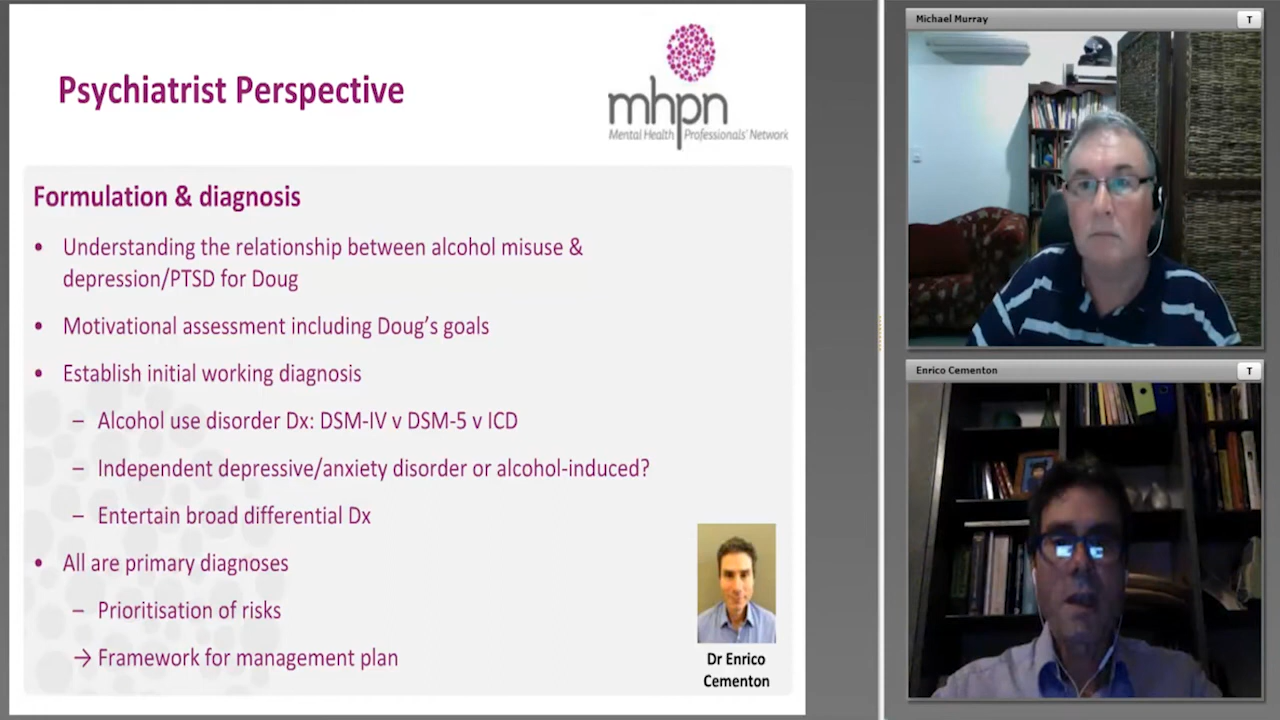 Psychiatrist Perspective
mhpn
Mental Health Professionals' Network
Formulation & diagnosis
• Understanding the relationship between alcohol misuse &
depression/PTSD for Doug
• Motivational assessment including Doug's goals
• Establish initial working diagnosis
– Alcohol use disorder Dx: DSM-IV v DSM-5 v ICD
– Independent depressive/anxiety disorder or alcohol-induced?
– Entertain broad differential Dx
• All are primary diagnoses
– Prioritisation of risks
→ Framework for management plan
Dr Enrico
Cementon
Michael Murray
T
Enrico Cementon
T